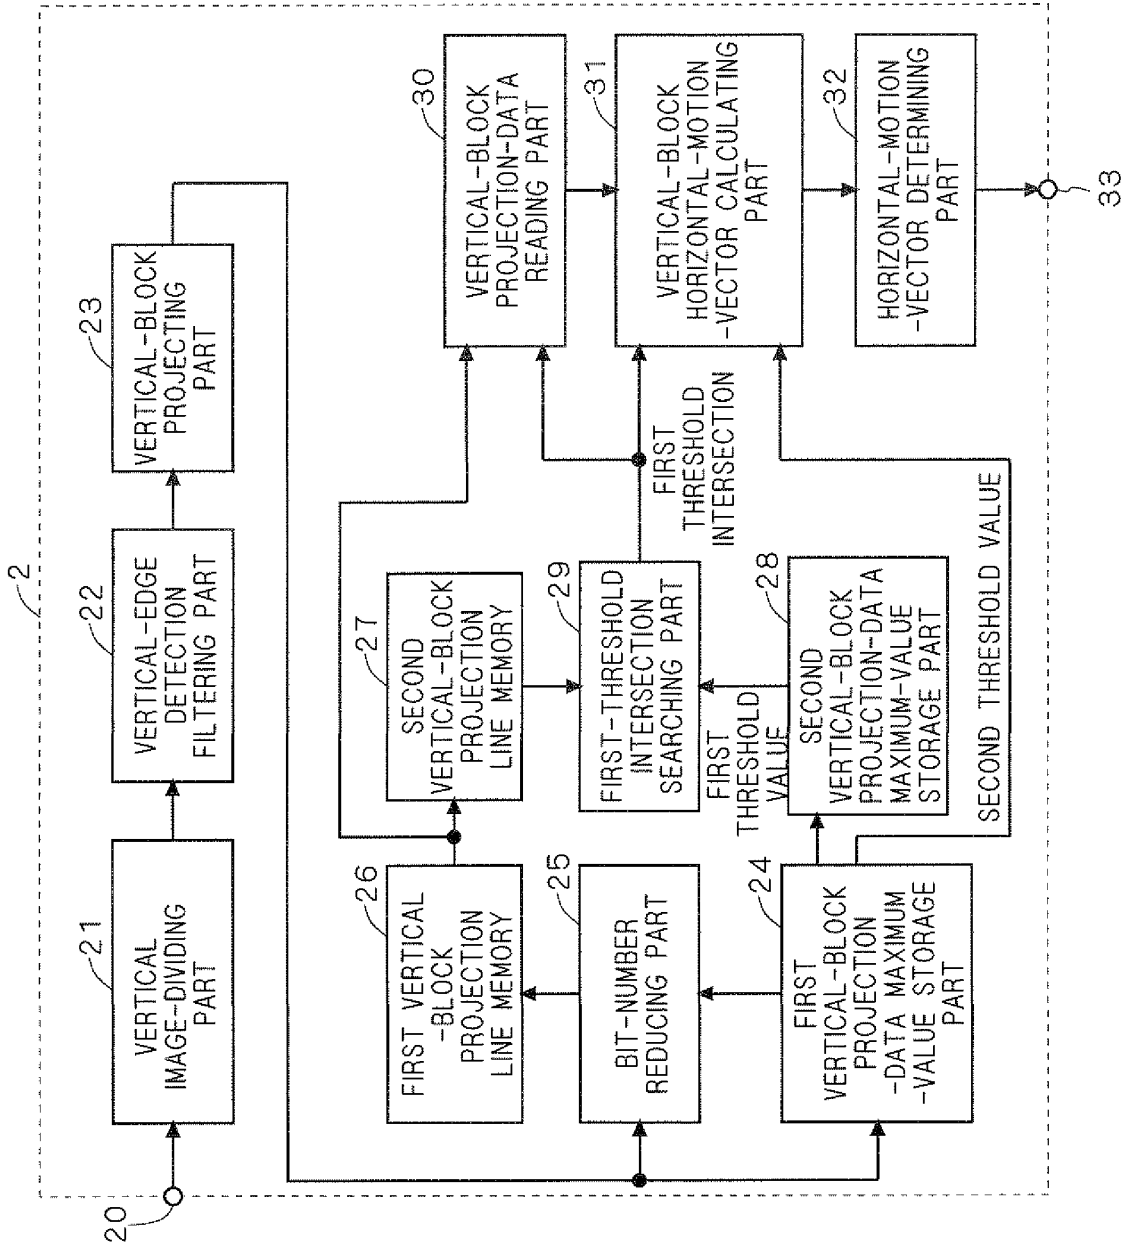 2
20
21
VERTICAL
IMAGE-DIVIDING
PART
22
VERTICAL-EDGE
DETECTION
FILTERING PART
23
VERTICAL-BLOCK
PROJECTING
PART
26
FIRST VERTICAL
-BLOCK
PROJECTION
LINE MEMORY
27
SECOND
VERTICAL-BLOCK
PROJECTION
LINE MEMORY
30
VERTICAL-BLOCK
PROJECTION-DATA
READING PART
25
BIT-NUMBER
REDUCING PART
29
FIRST-THRESHOLD
INTERSECTION
SEARCHING PART
FIRST
THRESHOLD
INTERSECTION
31
VERTICAL-BLOCK
HORIZONTAL-MOTION
-VECTOR CALCULATING
PART
FIRST
THRESHOLD
VALUE
24
FIRST
VERTICAL-BLOCK
PROJECTION
-DATA MAXIMUM
-VALUE STORAGE
PART
28
SECOND
VERTICAL-BLOCK
PROJECTION-DATA
MAXIMUM-VALUE
STORAGE PART
32
HORIZONTAL-MOTION
-VECTOR DETERMINING
PART
SECOND THRESHOLD VALUE
33